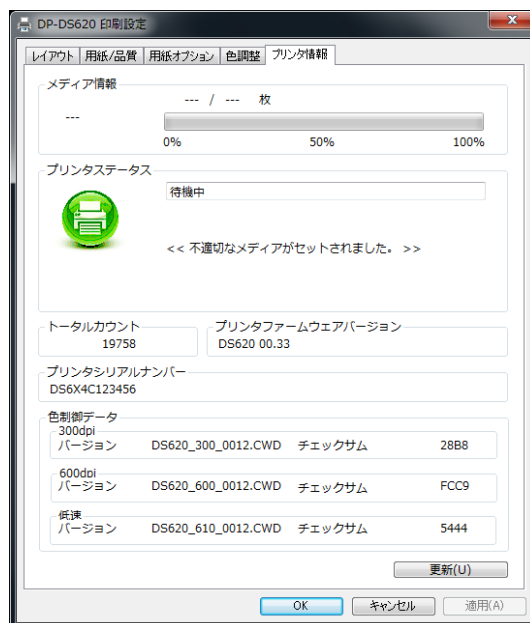 DP-DS620 印刷設定
レイアウト 用紙/品質 用紙オプション 色調整 プリンタ情報
メディア情報
--- / --- 枚
---
0% 50% 100%
プリンタステータス
待機中
<< 不適切なメディアがセットされました。 >>
トータルカウント プリンタファームウェアバージョン
19758 DS620 00.33
プリンタシリアルナンバー
DS6X4C123456
色制御データ
300dpi
バージョン DS620_300_0012.CWD チェックサム 28B8
600dpi
バージョン DS620_600_0012.CWD チェックサム FCC9
低速
バージョン DS620_610_0012.CWD チェックサム 5444
更新(U)
OK キャンセル 適用(A)